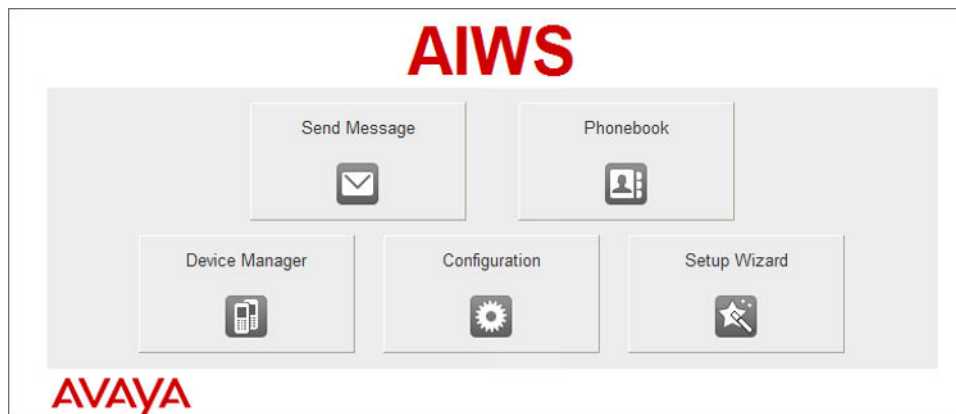 AIWS
Send Message
Phonebook
Device Manager
Configuration
Setup Wizard
AVAYA